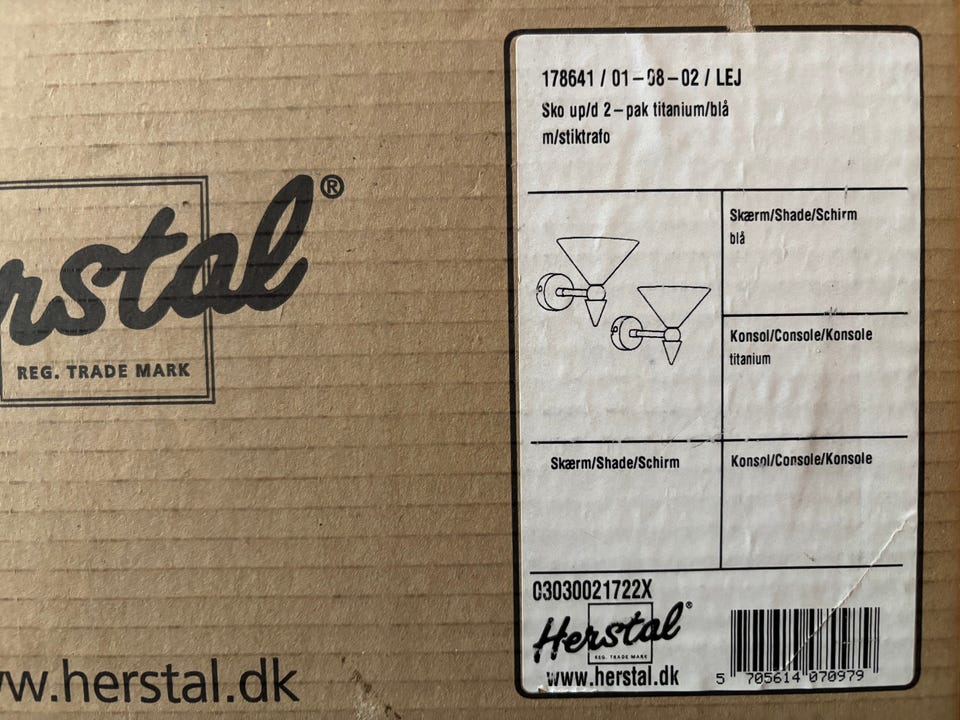 rstal®
REG. TRADE MARK
w.herstal.dk
178641 / 01-08-02 / LEJ
Sko up/d 2-pak titanium/blå
m/stiktrafo
Skærm/Shade/Schirm
blå
Konsol/Console/Konsole
titanium
Skærm/Shade/Schirm
Konsol/Console/Konsole
03030021722X
Herstal®
REG. TRADE MARK
www.herstal.dk
5 705614 070979